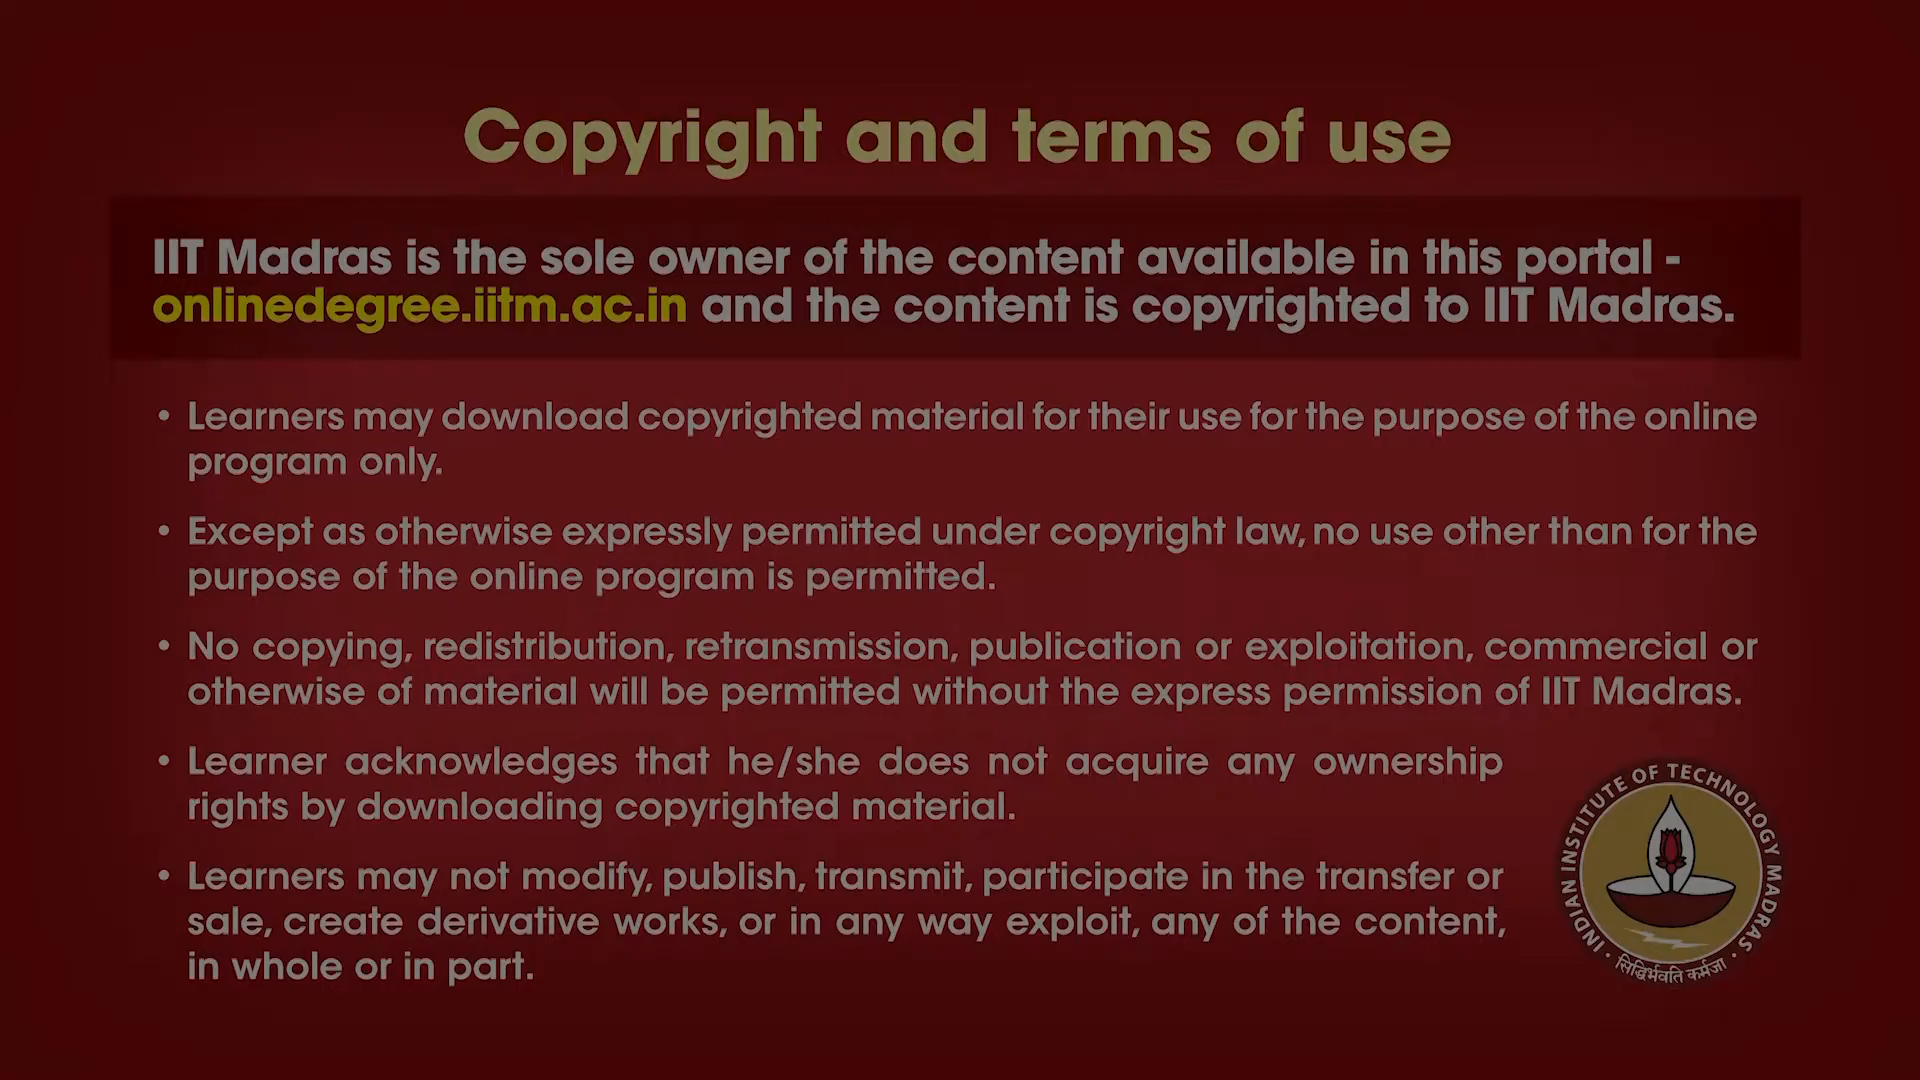 Copyright and terms of use
IIT Madras is the sole owner of the content available in this portal -
onlinedegree.iitm.ac.in and the content is copyrighted to IIT Madras.
• Learners may download copyrighted material for their use for the purpose of the online
program only.
• Except as otherwise expressly permitted under copyright law, no use other than for the
purpose of the online program is permitted.
• No copying, redistribution, retransmission, publication or exploitation, commercial or
otherwise of material will be permitted without the express permission of IIT Madras.
• Learner acknowledges that he/she does not acquire any ownership
rights by downloading copyrighted material.
• Learners may not modify, publish, transmit, participate in the transfer or
sale, create derivative works, or in any way exploit, any of the content,
in whole or in part.
INDIAN INSTITUTE OF TECHNOLOGY MADRAS
सिद्धिर्भवति कर्मजा